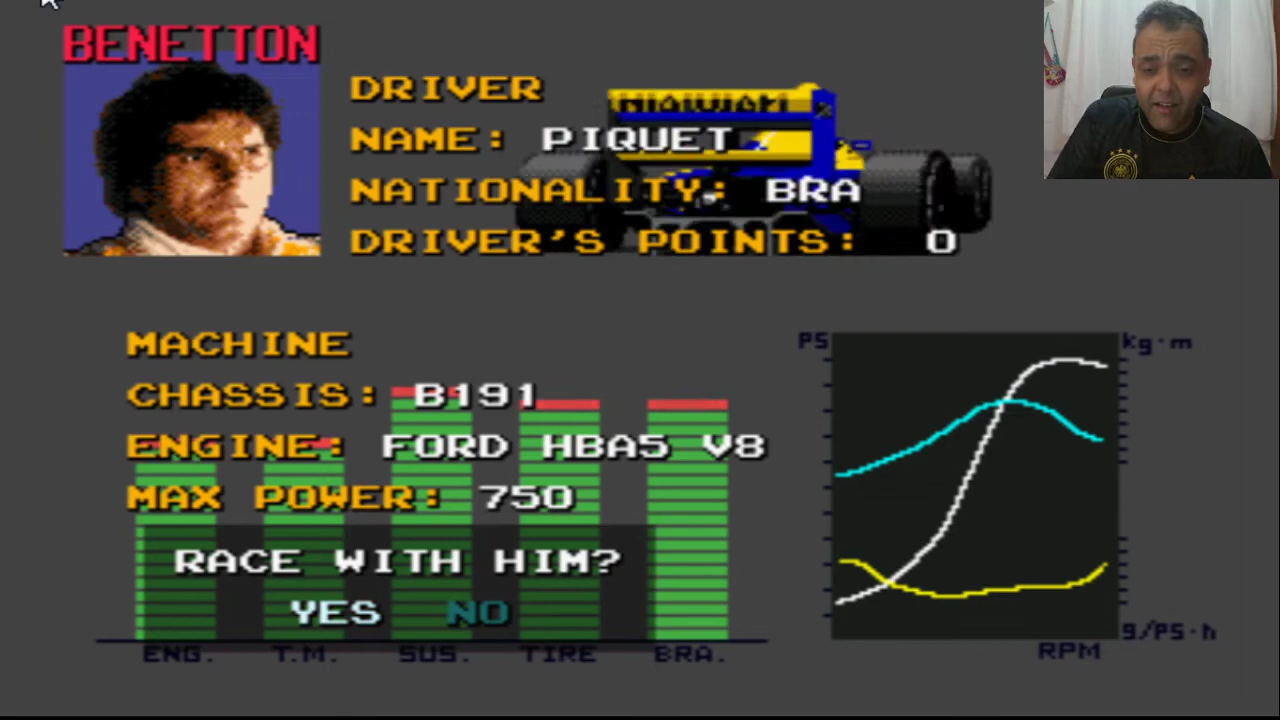 BENETTON
DRIVER
NAME: PIQUET
NATIONALITY: BRA
DRIVER'S POINTS: 0
MACHINE
CHASSIS: B191
ENGINE: FORD HBA5 V8
MAX POWER: 750
RACE WITH HIM?
YES NO
ENG. T.M. SUS. TIRE BRA.
PS kg·m
g/PS·h
RPM